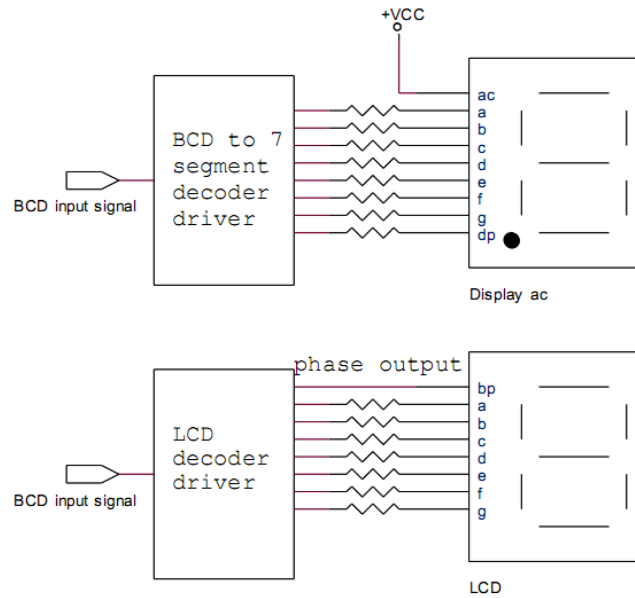 +VCC
BCD to 7
segment
decoder
driver
BCD input signal
ac
a
b
c
d
e
f
g
dp
Display ac
phase output
LCD
decoder
driver
BCD input signal
bp
a
b
c
d
e
f
g
LCD